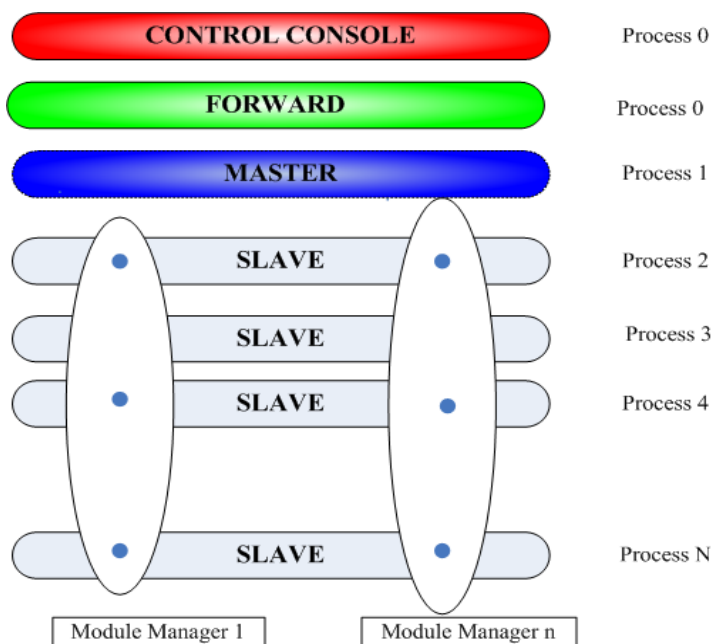 CONTROL CONSOLE Process 0
FORWARD Process 0
MASTER Process 1
SLAVE Process 2
SLAVE Process 3
SLAVE Process 4
SLAVE Process N
Module Manager 1 Module Manager n